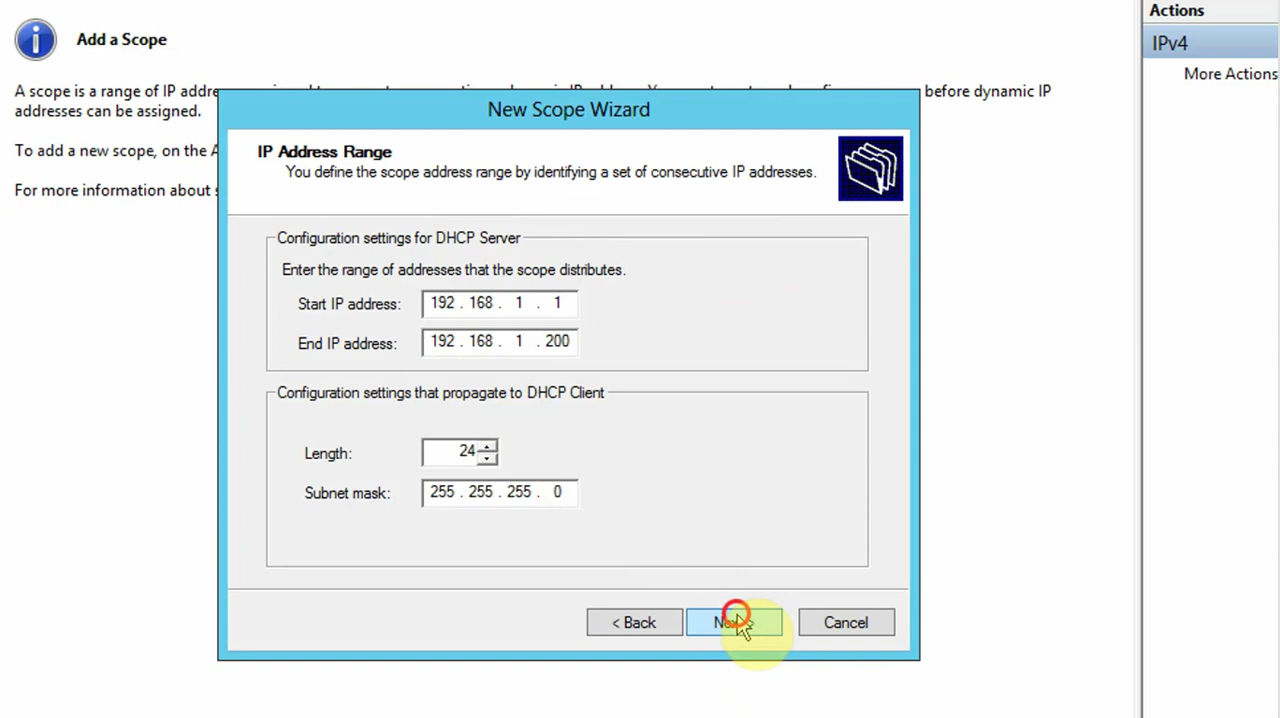 Add a Scope
A scope is a range of IP
before dynamic IP
addresses can be assigned.
To add a new scope, on the
For more information about
Actions
IPv4
More Actions
New Scope Wizard
IP Address Range
You define the scope address range by identifying a set of consecutive IP addresses.
Configuration settings for DHCP Server
Enter the range of addresses that the scope distributes.
Start IP address: 192 . 168 . 1 . 1
End IP address: 192 . 168 . 1 . 200
Configuration settings that propagate to DHCP Client
Length: 24
Subnet mask: 255 . 255 . 255 . 0
< Back
Cancel